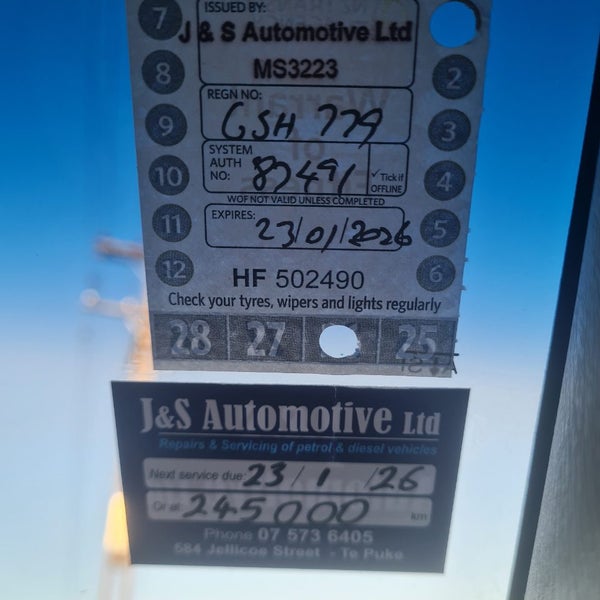 ISSUED BY:
7 J & S Automotive Ltd
MS3223
8 2
REGN NO:
9 GSH 779 3
SYSTEM
AUTH
NO: 87491 ✓ Tick if
OFFLINE
10 4
WOF NOT VALID UNLESS COMPLETED
EXPIRES:
11 23/01/2026 5
12 HF 502490 6
Check your tyres, wipers and lights regularly
28 27 25
J&S Automotive Ltd
Repairs & Servicing of petrol & diesel vehicles
Next service due: 23/1/26
Or at: 245000 km
Phone 07 573 6405
584 Jellicoe Street - Te Puke